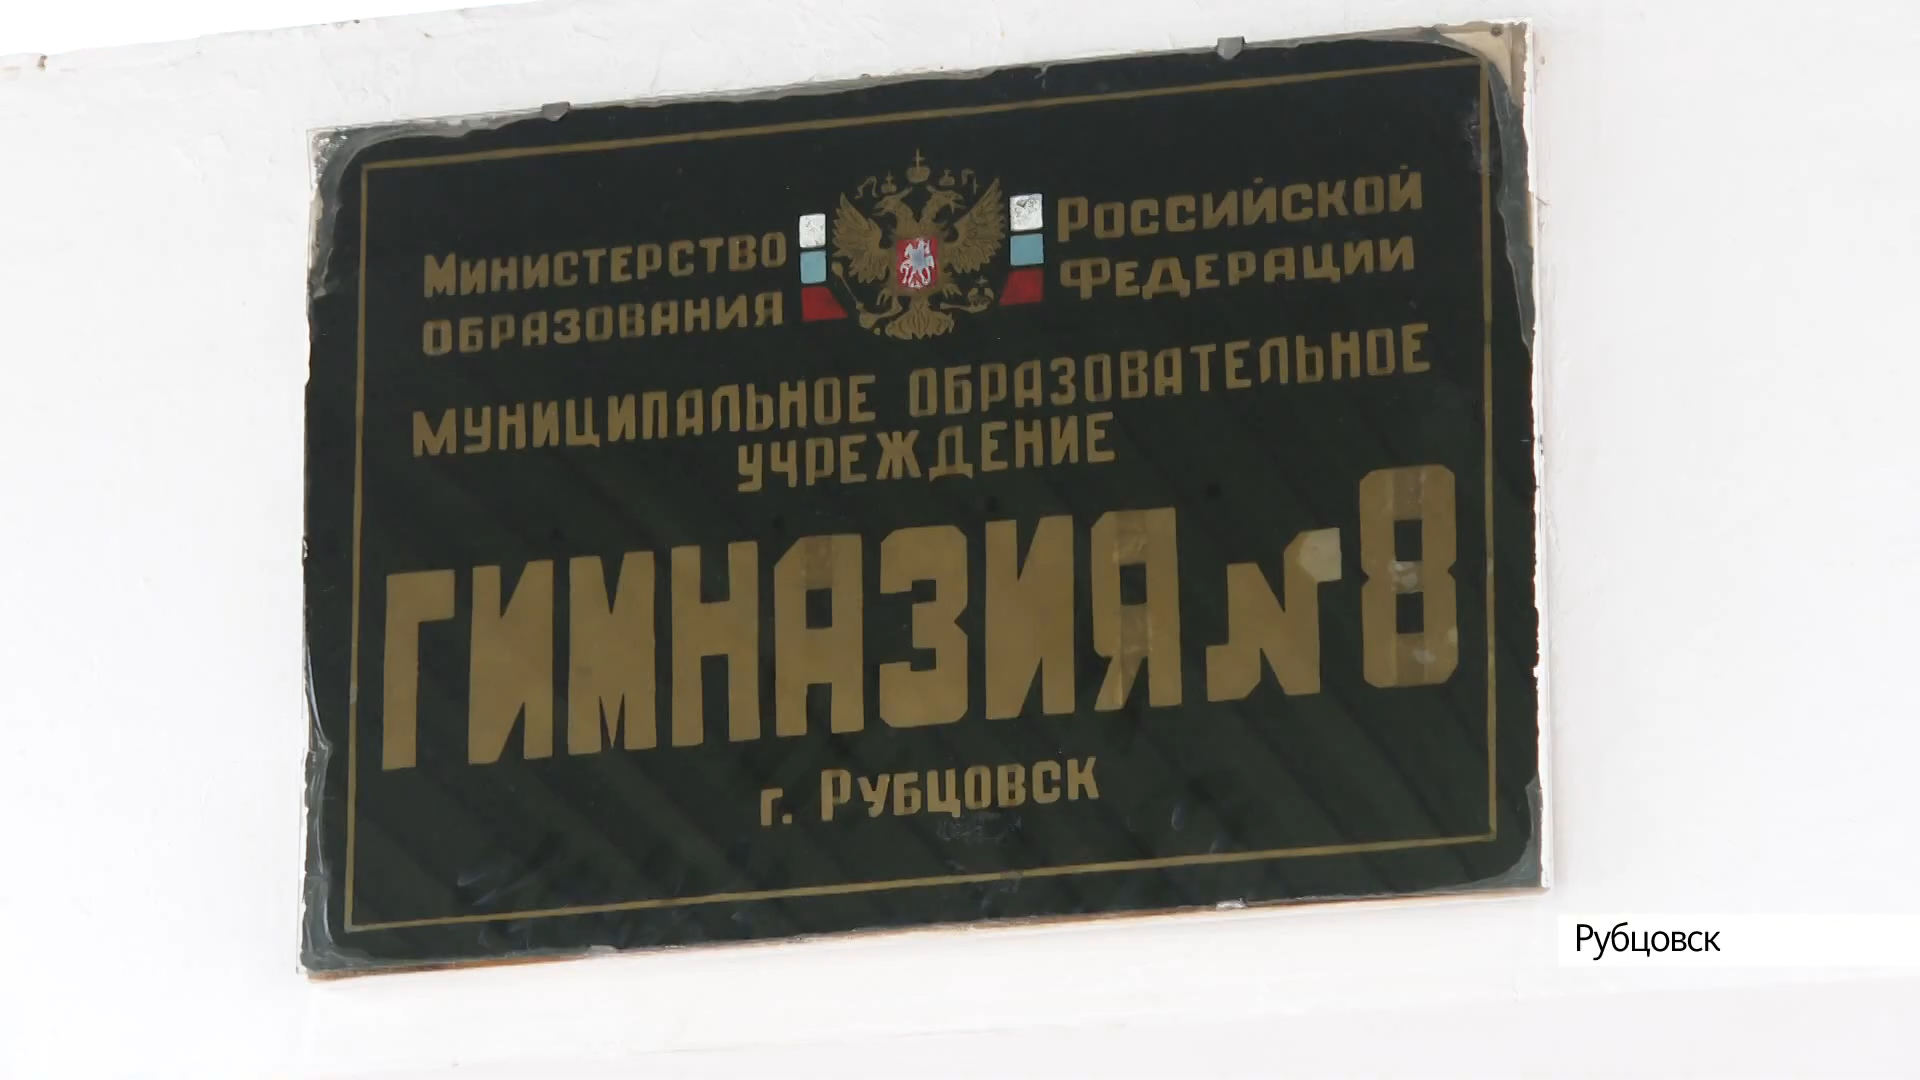 Министерство
образования
Российской
Федерации
муниципальное образовательное
учреждение
ГИМНАЗИЯ №8
г. Рубцовск
Рубцовск